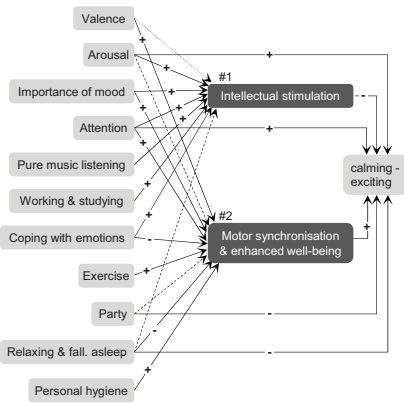 Valence
Arousal
Importance of mood
Attention
Pure music listening
Working & studying
Coping with emotions
Exercise
Party
Relaxing & fall. asleep
Personal hygiene
#1
Intellectual stimulation
#2
Motor synchronisation
& enhanced well-being
calming -
exciting
+
+
+
+
+
+
+
+
+
+
+
+
-
+
-
+
-
+
-
-